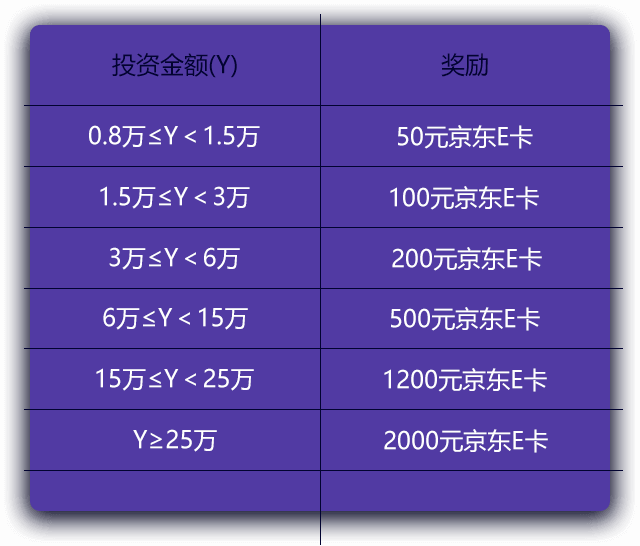 投资金额(Y) 奖励
0.8万≤Y＜1.5万 50元京东E卡
1.5万≤Y＜3万 100元京东E卡
3万≤Y＜6万 200元京东E卡
6万≤Y＜15万 500元京东E卡
15万≤Y＜25万 1200元京东E卡
Y≥25万 2000元京东E卡